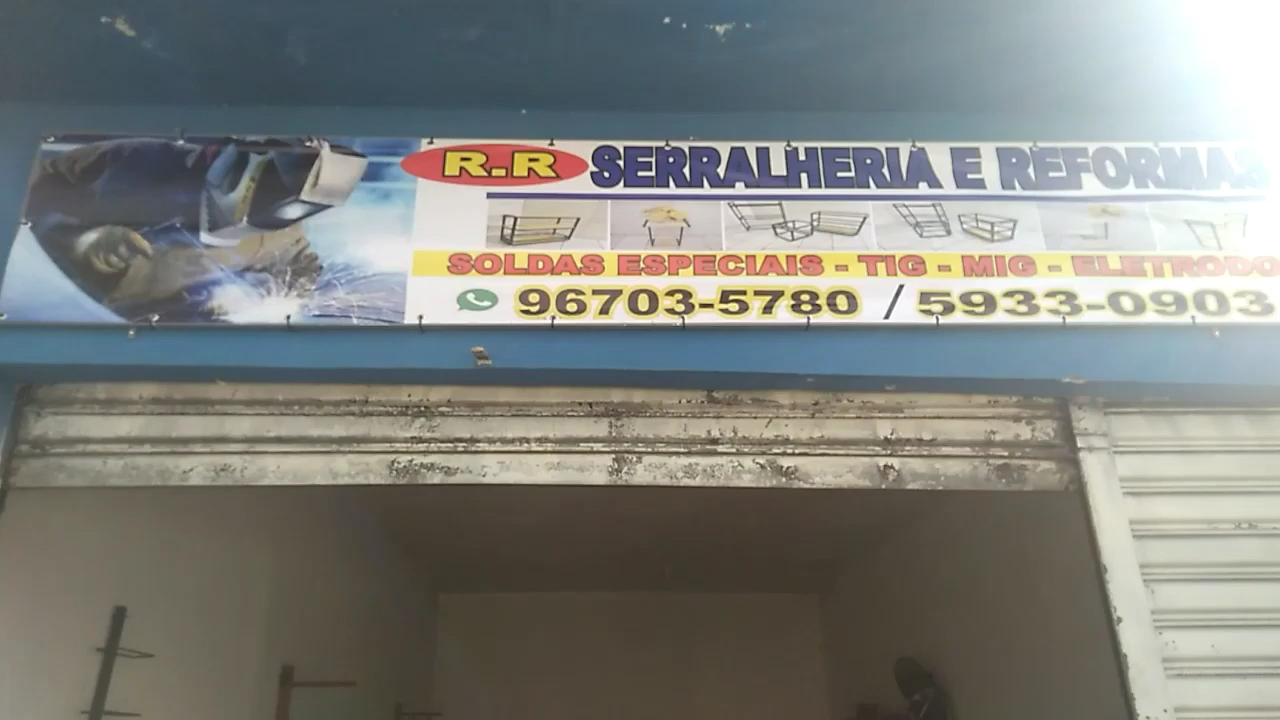 R.R SERRALHERIA E REFORMAS
SOLDAS ESPECIAIS - TIG - MIG - ELETRODO
96703-5780 / 5933-0903